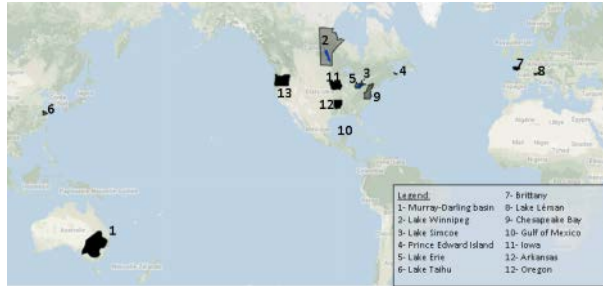 2
3
4
5
11
13
12
9
7
8
6
10
1
Legend:
1- Murray-Darling basin
2- Lake Winnipeg
3- Lake Simcoe
4- Prince Edward Island
5- Lake Erie
6- Lake Taihu
7- Brittany
8- Lake Léman
9- Chesapeake Bay
10- Gulf of Mexico
11- Iowa
12- Arkansas
12- Oregon